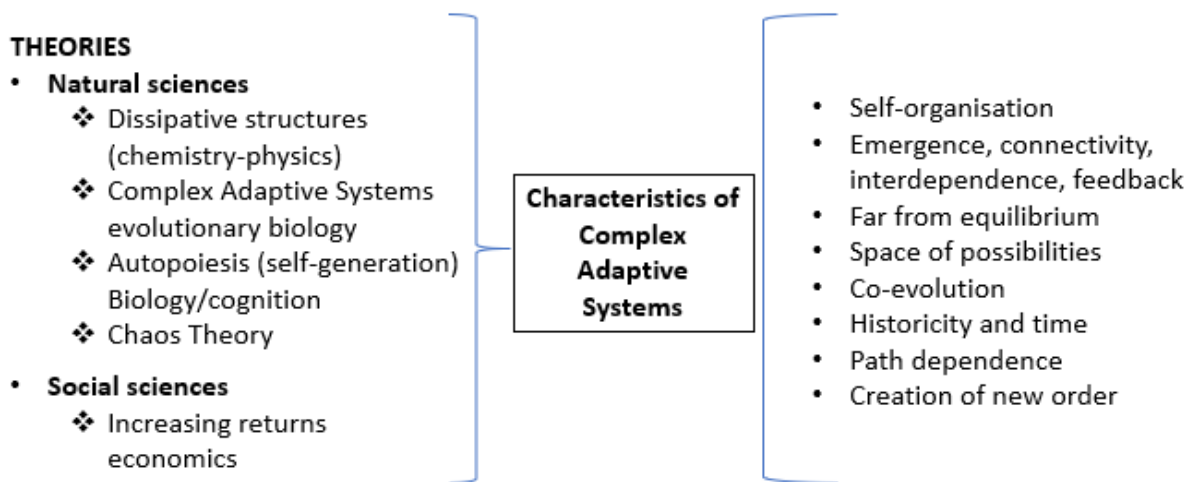 THEORIES
• Natural sciences
❖ Dissipative structures
(chemistry-physics)
❖ Complex Adaptive Systems
evolutionary biology
❖ Autopoiesis (self-generation)
Biology/cognition
❖ Chaos Theory
• Social sciences
❖ Increasing returns
economics
Characteristics of
Complex
Adaptive
Systems
• Self-organisation
• Emergence, connectivity,
interdependence, feedback
• Far from equilibrium
• Space of possibilities
• Co-evolution
• Historicity and time
• Path dependence
• Creation of new order